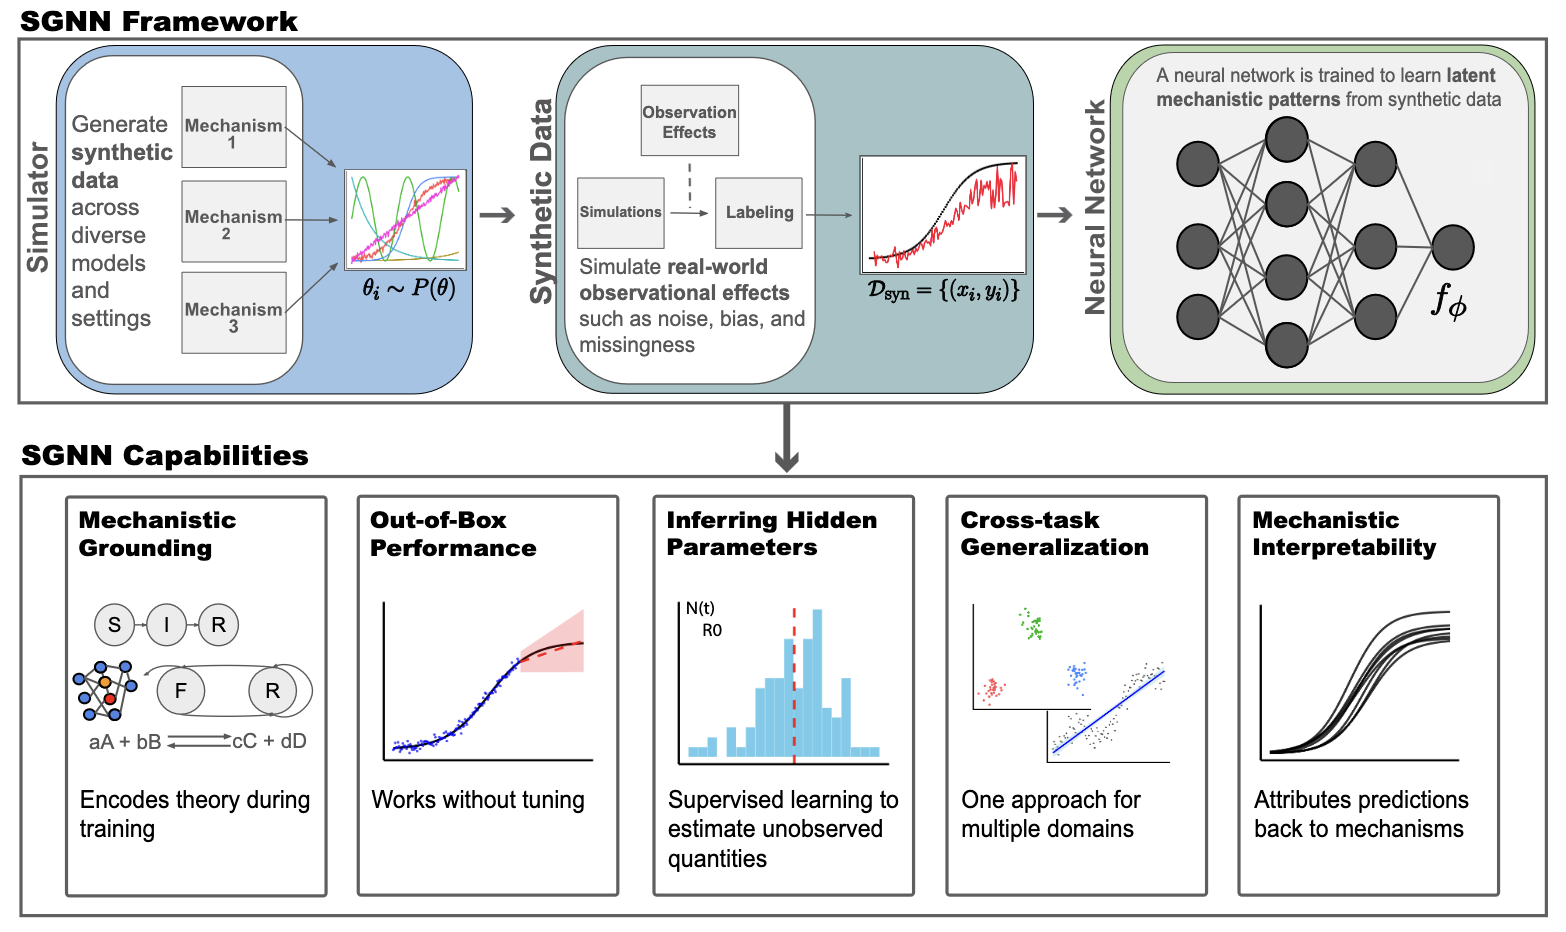 SGNN Framework
Simulator
Generate
synthetic
data
across
diverse
models
and
settings
Mechanism
1
Mechanism
2
Mechanism
3
θᵢ ∼ P(θ)
Synthetic Data
Observation
Effects
Simulations
Labeling
Simulate real-world
observational effects
such as noise, bias, and
missingness
𝒟syn = {(xᵢ, yᵢ)}
Neural Network
A neural network is trained to learn latent
mechanistic patterns from synthetic data
f_ϕ
SGNN Capabilities
Mechanistic
Grounding
S
I
R
F
R
aA + bB
cC + dD
Encodes theory during
training
Out-of-Box
Performance
Works without tuning
Inferring Hidden
Parameters
N(t)
R0
Supervised learning to
estimate unobserved
quantities
Cross-task
Generalization
One approach for
multiple domains
Mechanistic
Interpretability
Attributes predictions
back to mechanisms